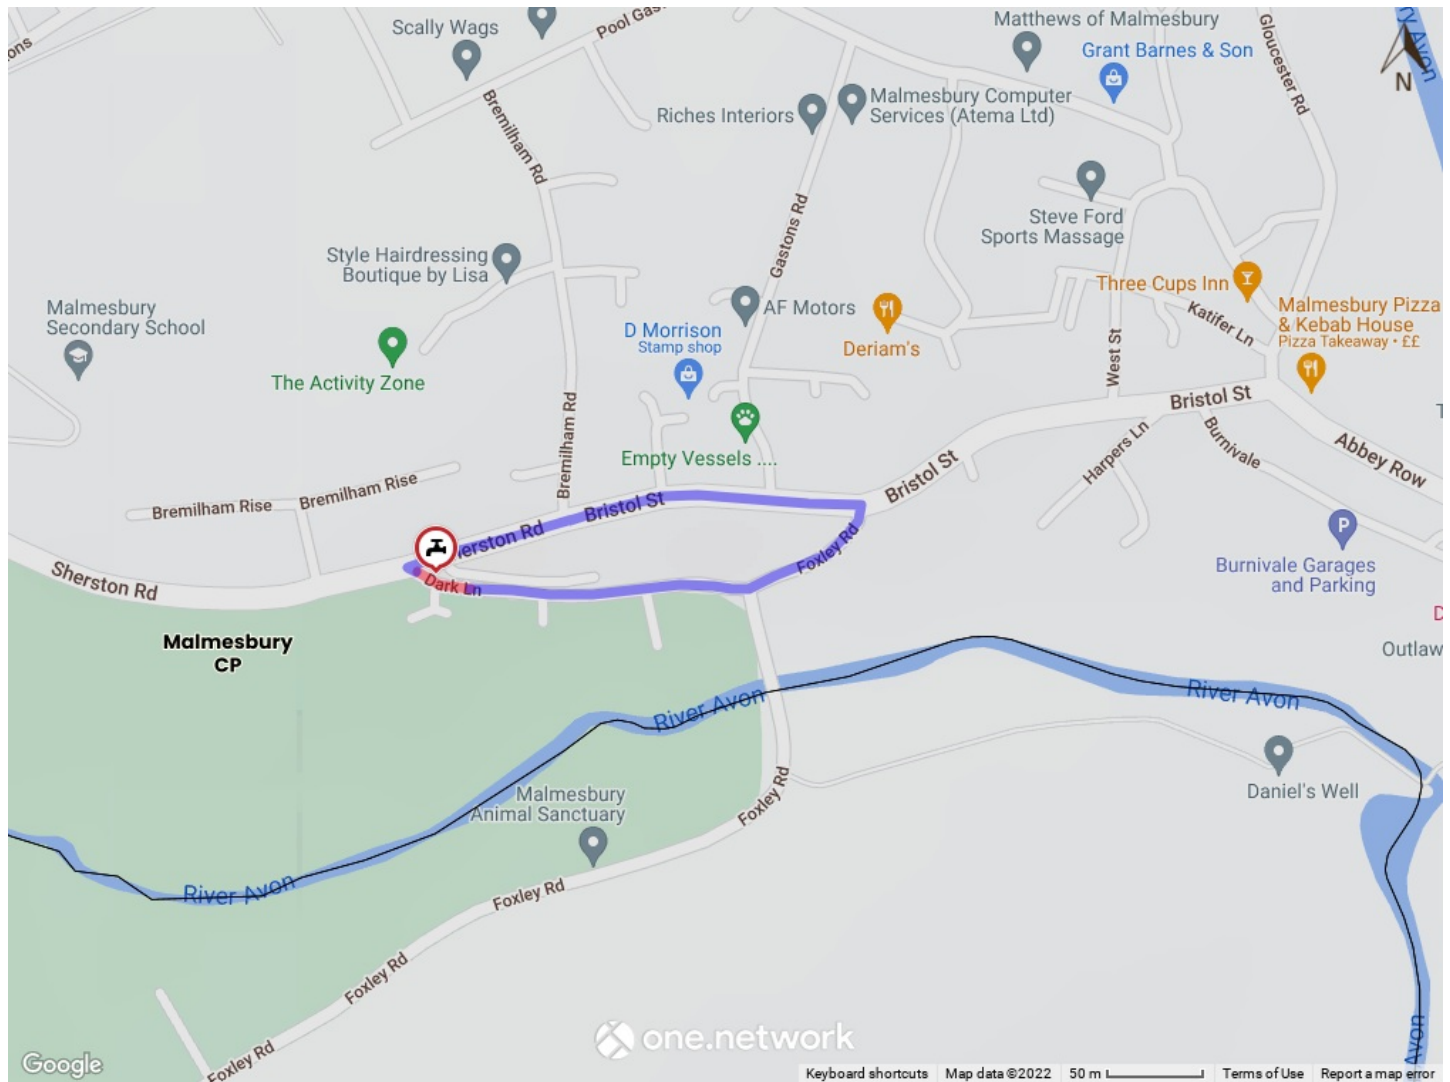 ons
Scally Wags
Pool Gas
Matthews of Malmesbury
Grant Barnes & Son
Gloucester Rd
ry Avon
N
Bremilham Rd
Riches Interiors
Malmesbury Computer
Services (Atema Ltd)
Gastons Rd
Steve Ford
Sports Massage
Style Hairdressing
Boutique by Lisa
Three Cups Inn
Malmesbury
Secondary School
AF Motors
D Morrison
Stamp shop
Deriam's
Katifer Ln
Malmesbury Pizza
& Kebab House
Pizza Takeaway • ££
The Activity Zone
West St
Bristol St
Bremilham Rd
Empty Vessels ....
Harpers Ln
Burnivale
Abbey Row
Bristol St
Bremilham Rise
Bremilham Rise
Bristol St
herston Rd
Foxley Rd
P
Burnivale Garages
and Parking
Sherston Rd
Dark Ln
D
Outlaw
Malmesbury
CP
River Avon
River Avon
Daniel's Well
Malmesbury
Animal Sanctuary
Foxley Rd
River Avon
Foxley Rd
Foxley Rd
Foxley Rd
Avon
one.network
Google
Keyboard shortcuts
Map data ©2022
50 m
Terms of Use
Report a map error